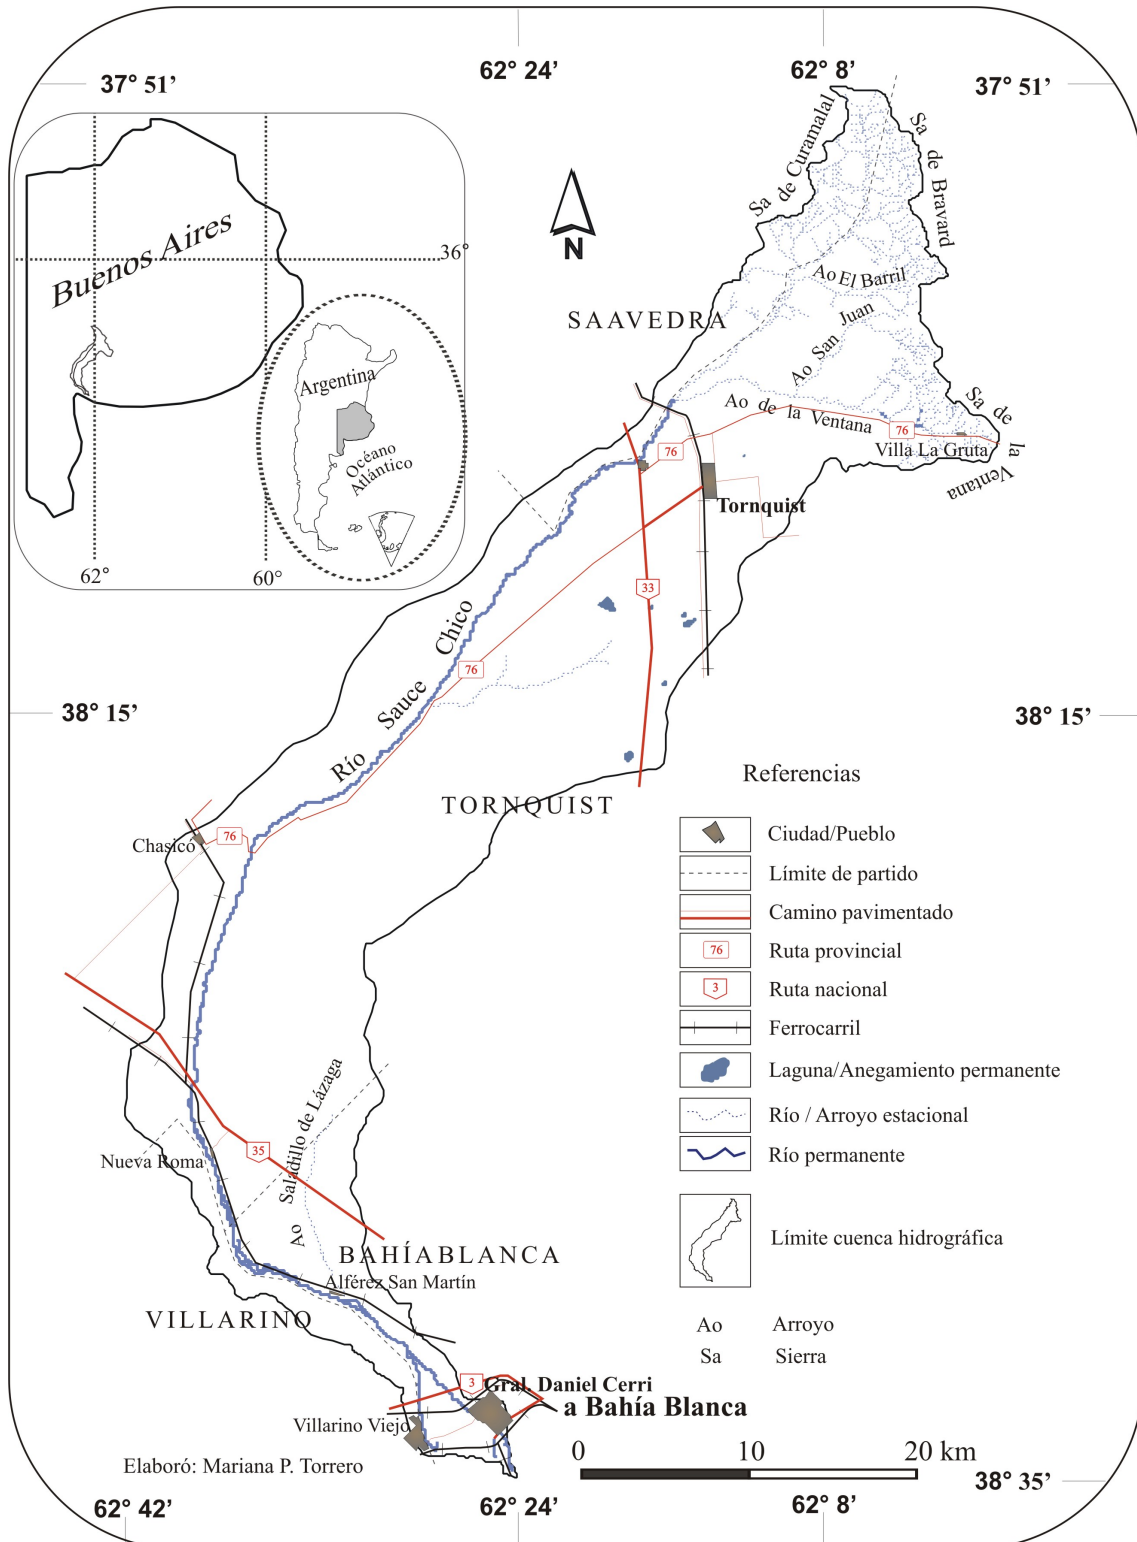 62° 24’
62° 8’
37° 51’
37° 51’
Sa de Curamalal
Sa de Bravard
Buenos Aires
36°
N
Ao El Barril
SAAVEDRA
Ao San Juan
Argentina
Ao de la Ventana
Sa de la Ventana
76
76
Villa La Gruta
Océano
Atlántico
Tornquist
62°
60°
33
Río Sauce Chico
76
38° 15’
38° 15’
Referencias
TORNQUIST
76
Chasicó
Ciudad/Pueblo
Límite de partido
Camino pavimentado
76
Ruta provincial
3
Ruta nacional
Ferrocarril
Laguna/Anegamiento permanente
Río / Arroyo estacional
Río permanente
Ao Saladillo de Lázaga
35
Nueva Roma
Límite cuenca hidrográfica
BAHÍABLANCA
Alférez San Martín
VILLARINO
Ao Arroyo
Sa Sierra
3
Gral. Daniel Cerri
a Bahía Blanca
Villarino Viejo
0 10 20 km
Elaboró: Mariana P. Torrero
38° 35’
62° 42’
62° 24’
62° 8’